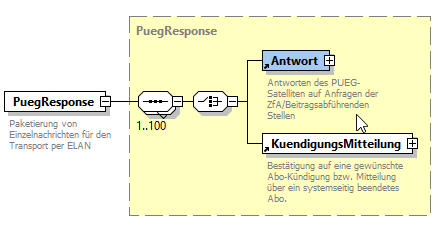 PuegResponse
Antwort
Antworten des PUEG-
Satelliten auf Anfragen der
ZfA/Beitragsabführenden
Stellen
PuegResponse
Paketierung von
Einzelnachrichten für den
Transport per ELAN
1..100
KuendigungsMitteilung
Bestätigung auf eine gewünschte
Abo-Kündigung bzw. Mitteilung
über ein systemseitig beendetes
Abo.